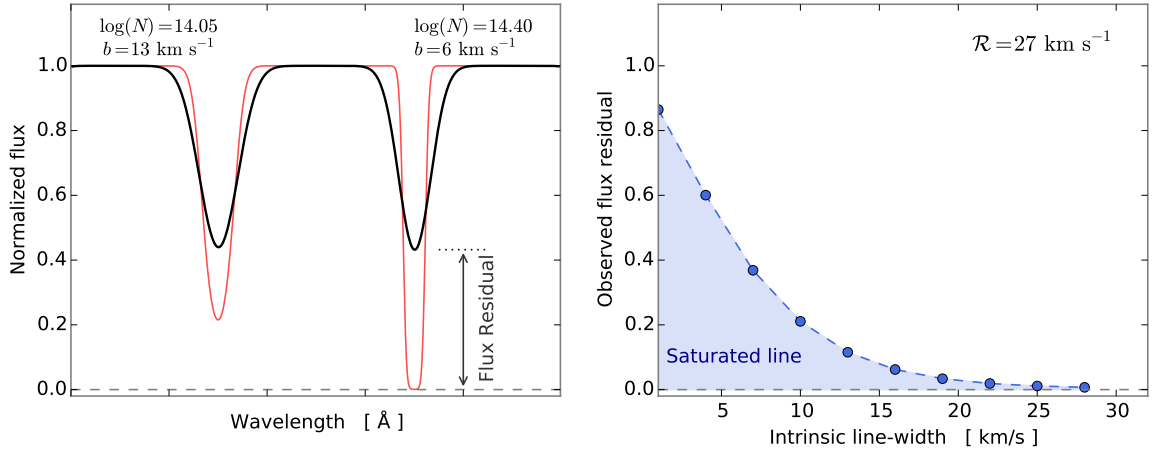 log(N)=14.05
b=13 km s⁻¹
log(N)=14.40
b=6 km s⁻¹
1.0
0.8
0.6
0.4
0.2
0.0
Normalized flux
Flux Residual
Wavelength [ Å ]
ℛ=27 km s⁻¹
1.0
0.8
0.6
0.4
0.2
0.0
Observed flux residual
Saturated line
5 10 15 20 25 30
Intrinsic line-width [ km/s ]